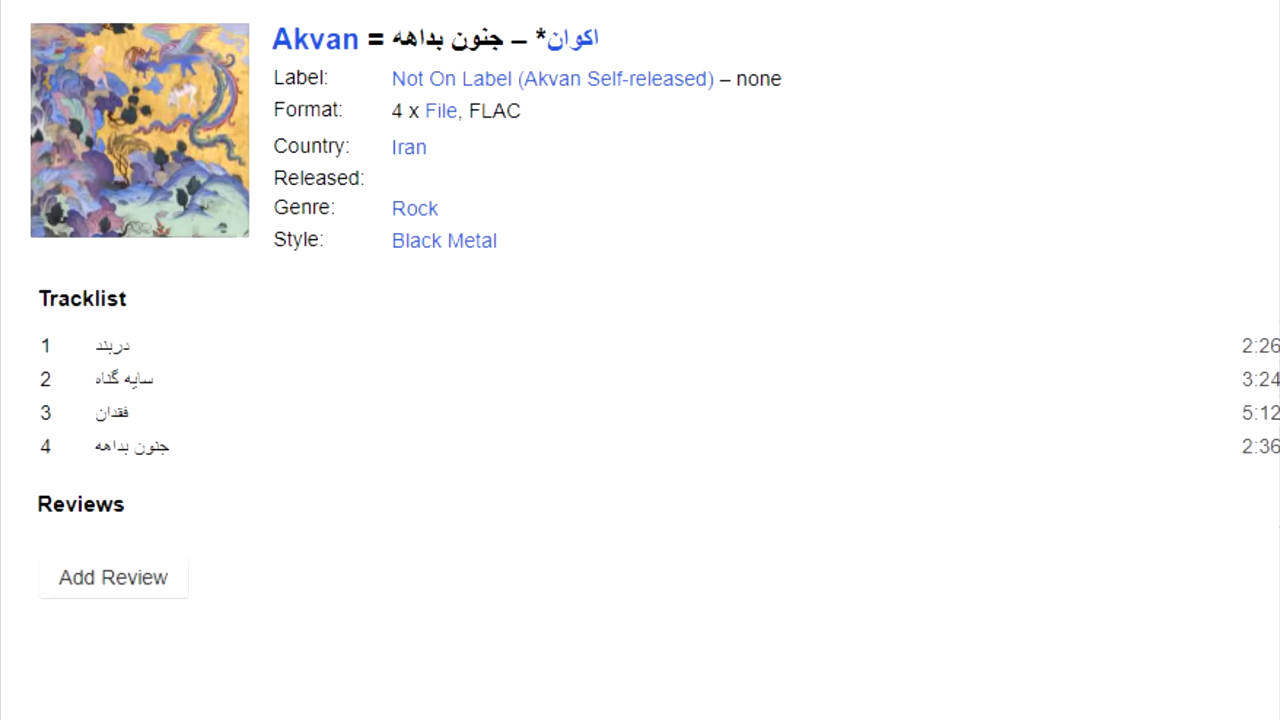 Akvan = اکوان* – جنون بداهه
Label: Not On Label (Akvan Self-released) – none
Format: 4 x File, FLAC
Country: Iran
Released:
Genre: Rock
Style: Black Metal
Tracklist
1 دربند 2:26
2 سایه گناه 3:24
3 فقدان 5:12
4 جنون بداهه 2:36
Reviews
Add Review